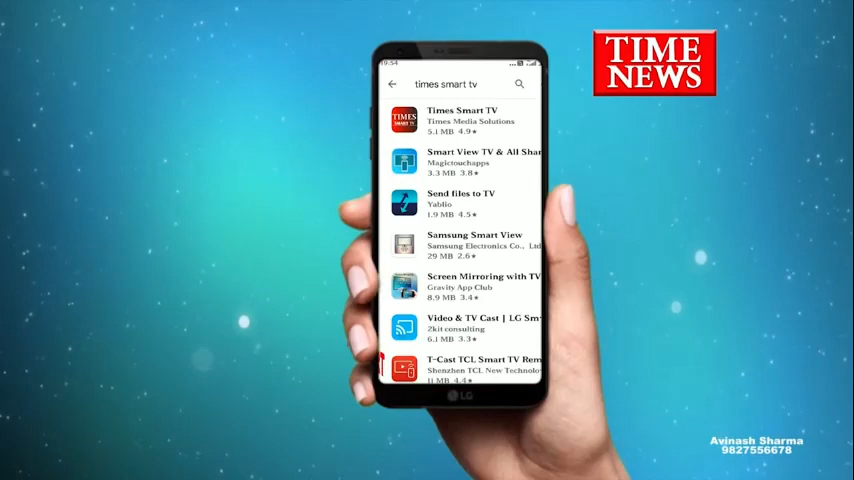 TIME
NEWS
19:54
times smart tv
TIMES
SMART TV
Times Smart TV
Times Media Solutions
5.1 MB 4.9★
Smart View TV & All Shar
Magictouchapps
3.3 MB 3.8★
Send files to TV
Yablio
1.9 MB 4.5★
Samsung Smart View
Samsung Electronics Co., Ltd
29 MB 2.6★
Screen Mirroring with TV
Gravity App Club
8.9 MB 3.4★
Video & TV Cast | LG Sm
2kit consulting
6.1 MB 3.3★
T-Cast TCL Smart TV Rem
Shenzhen TCL New Technolo
11 MB 4.4★
LG
Avinash Sharma
9827556678